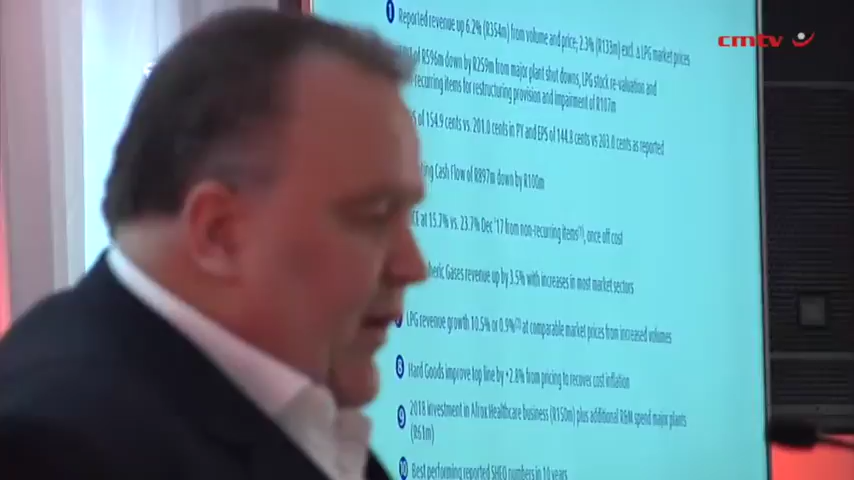 cmtv
1 Reported revenue up 6.2% (R354m) from volume and price; 2.3% (R133m) excl. Δ LPG market prices
of R596m down by R259m from major plant shut downs, LPG stock re-valuation and
-recurring items for restructuring provision and impairment of R107m
of 154.9 cents vs. 201.0 cents in PY and EPS of 144.8 cents vs 203.0 cents as reported
Cash Flow of R897m down by R100m
at 15.7% vs. 23.7% Dec '17 from non-recurring items(1), once off cost
heric Gases revenue up by 3.5% with increases in most market sectors
LPG revenue growth 10.5% or 0.9%(2) at comparable market prices from increased volumes
8 Hard Goods improve top line by +2.8% from pricing to recover cost inflation
9 2018 investment in Afrox Healthcare business (R150m) plus additional R&M spend major plants
(R61m)
10 Best performing reported SHEQ numbers in 10 years